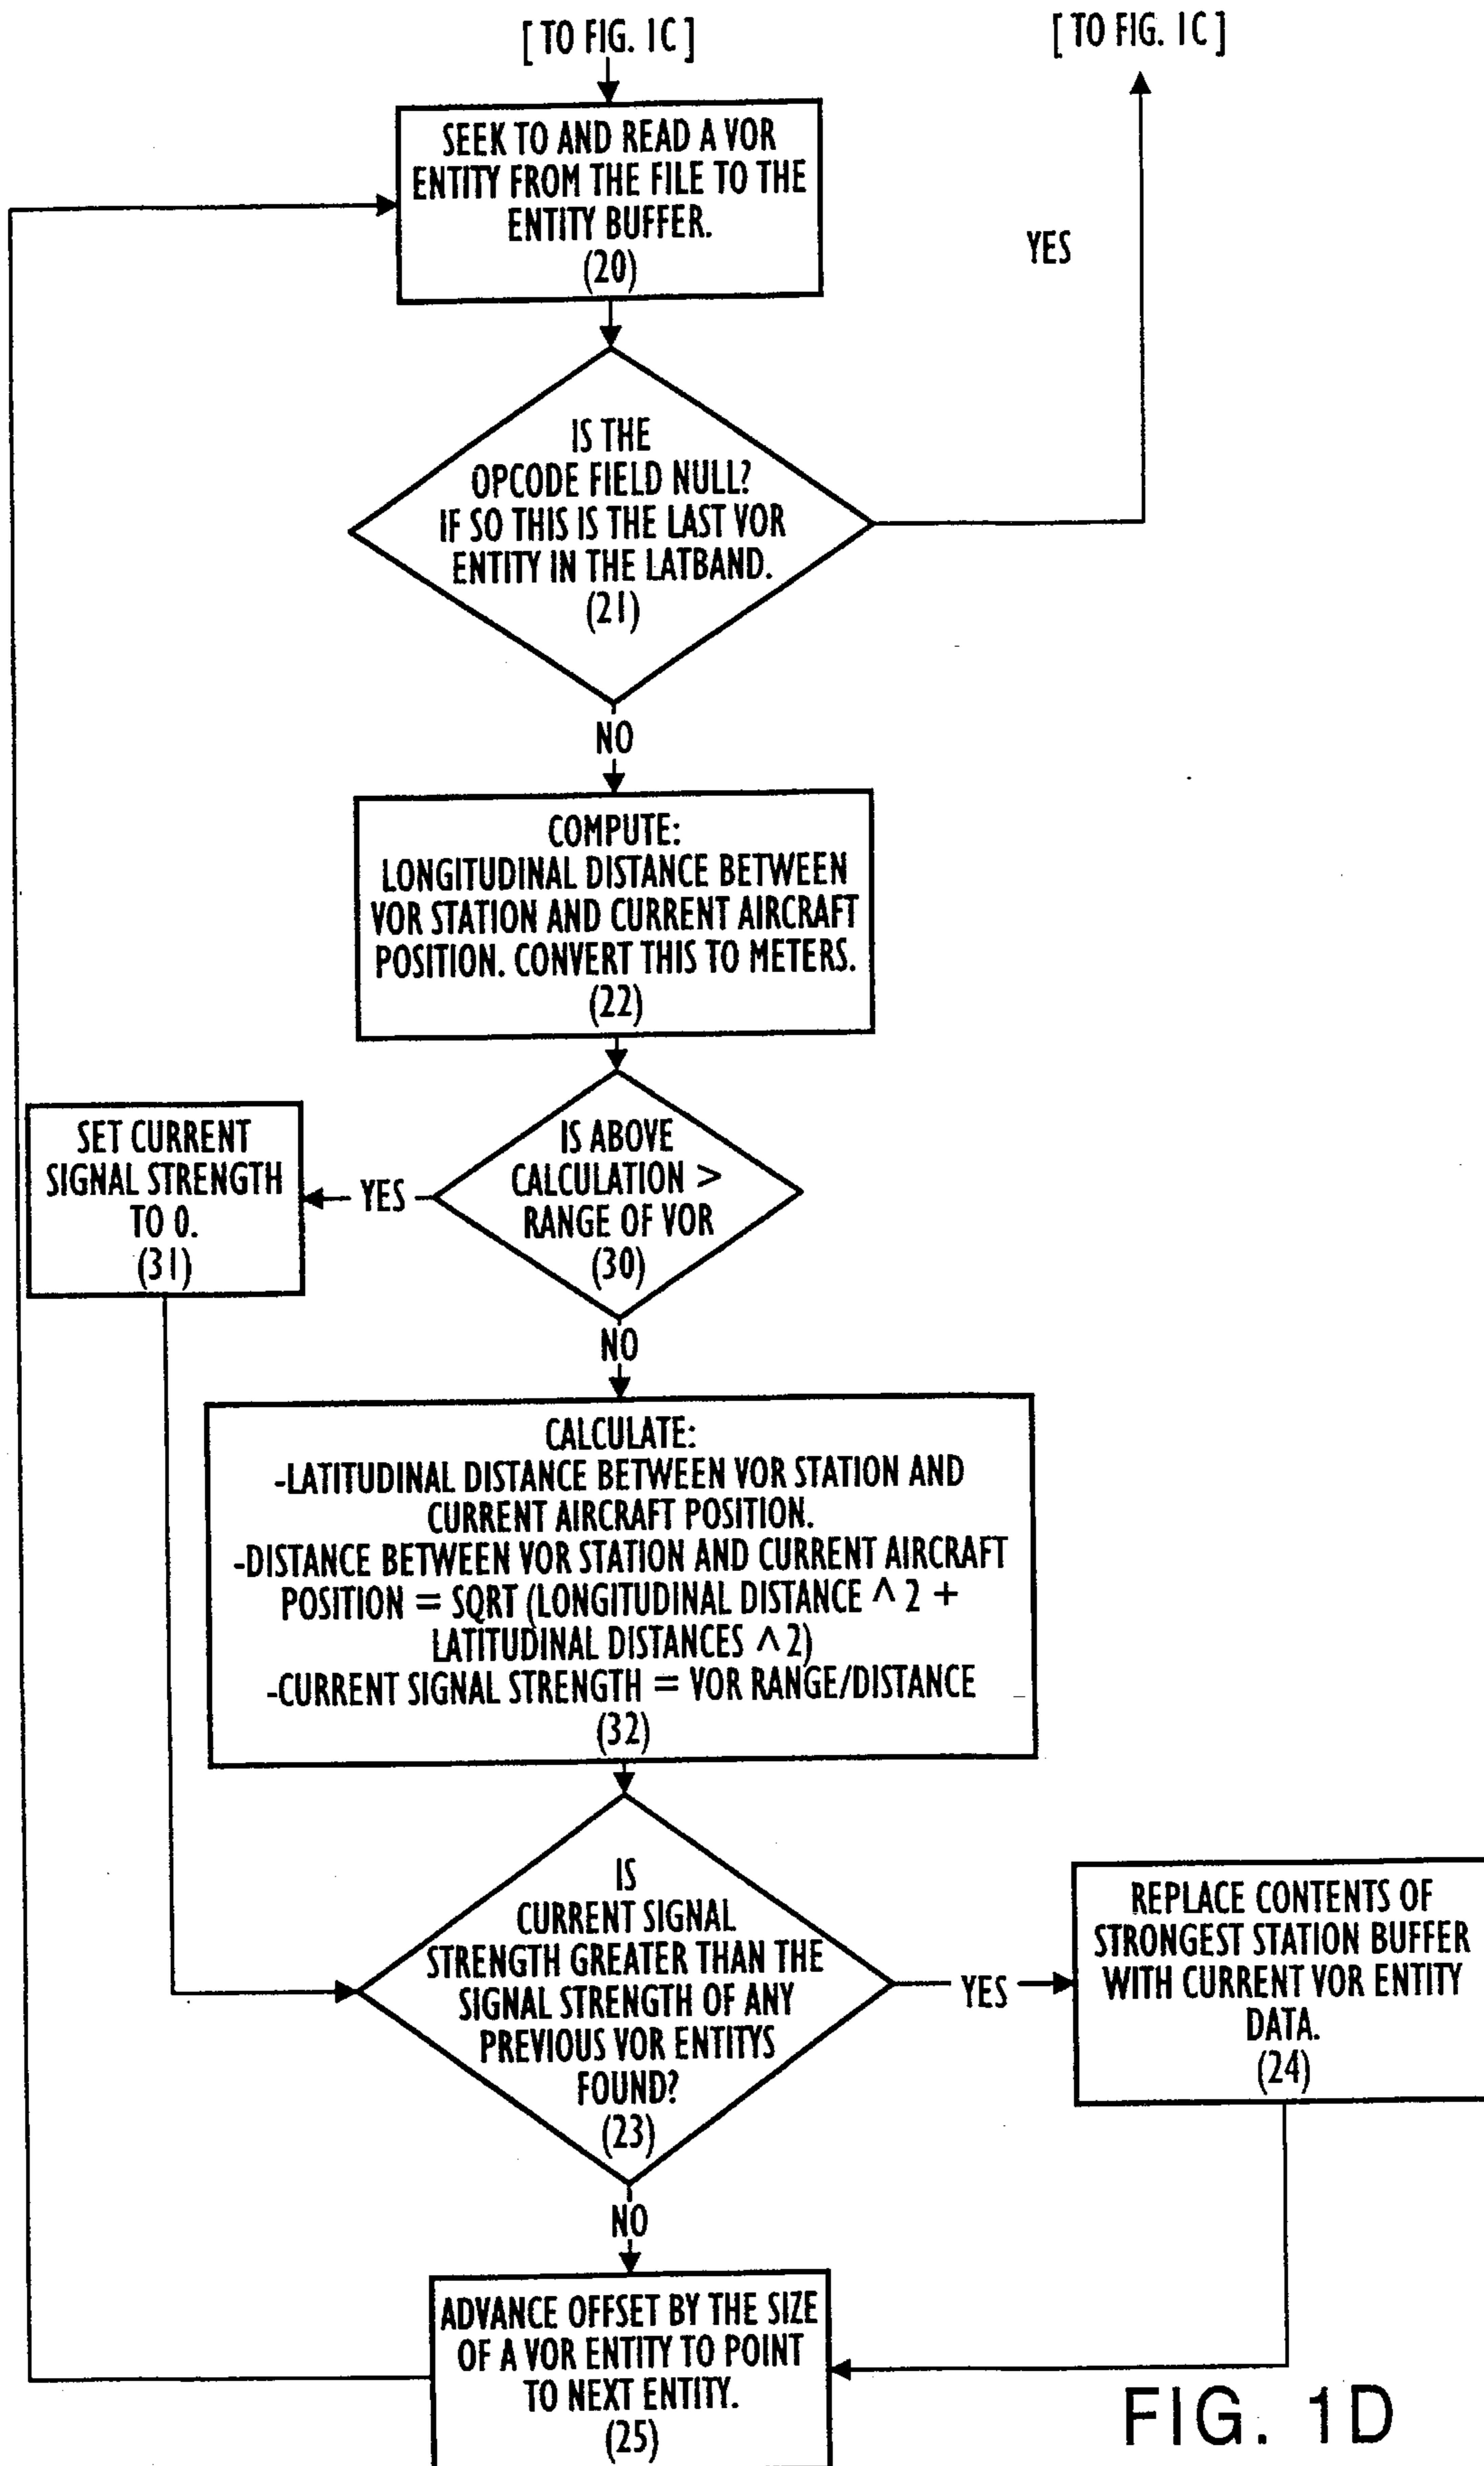 [ TO FIG. 1C ]
[ TO FIG. 1C ]
SEEK TO AND READ A VOR
ENTITY FROM THE FILE TO THE
ENTITY BUFFER.
(20)
YES
IS THE
OPCODE FIELD NULL?
IF SO THIS IS THE LAST VOR
ENTITY IN THE LATBAND.
(21)
NO
COMPUTE:
LONGITUDINAL DISTANCE BETWEEN
VOR STATION AND CURRENT AIRCRAFT
POSITION. CONVERT THIS TO METERS.
(22)
SET CURRENT
SIGNAL STRENGTH
TO 0.
(31)
YES
IS ABOVE
CALCULATION >
RANGE OF VOR
(30)
NO
CALCULATE:
-LATITUDINAL DISTANCE BETWEEN VOR STATION AND
CURRENT AIRCRAFT POSITION.
-DISTANCE BETWEEN VOR STATION AND CURRENT AIRCRAFT
POSITION = SQRT (LONGITUDINAL DISTANCE ^ 2 +
LATITUDINAL DISTANCES ^2)
-CURRENT SIGNAL STRENGTH = VOR RANGE/DISTANCE
(32)
IS
CURRENT SIGNAL
STRENGTH GREATER THAN THE
SIGNAL STRENGTH OF ANY
PREVIOUS VOR ENTITYS
FOUND?
(23)
YES
REPLACE CONTENTS OF
STRONGEST STATION BUFFER
WITH CURRENT VOR ENTITY
DATA.
(24)
NO
ADVANCE OFFSET BY THE SIZE
OF A VOR ENTITY TO POINT
TO NEXT ENTITY.
(25)
FIG. 1D